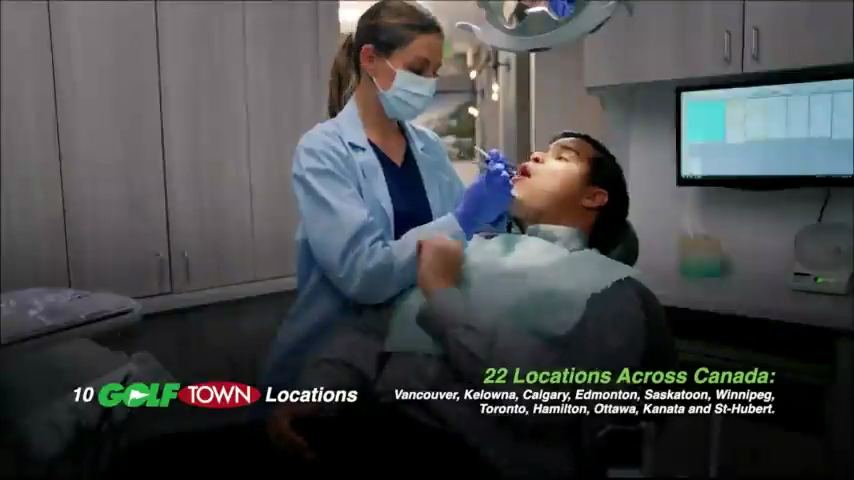 10 GOLF TOWN Locations
22 Locations Across Canada:
Vancouver, Kelowna, Calgary, Edmonton, Saskatoon, Winnipeg,
Toronto, Hamilton, Ottawa, Kanata and St-Hubert.